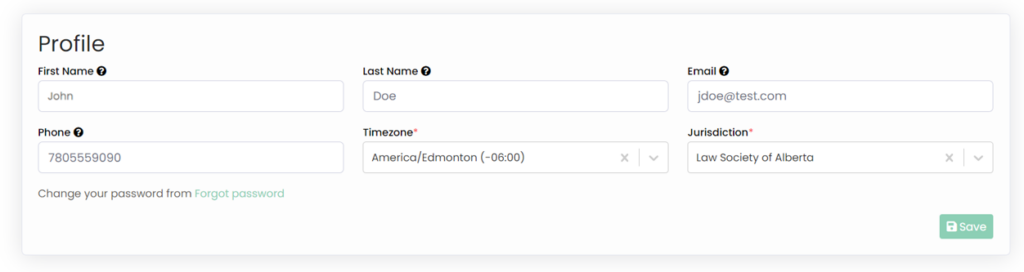 Profile
First Name Last Name Email
John Doe jdoe@test.com
Phone Timezone* Jurisdiction*
7805559090 America/Edmonton (-06:00) Law Society of Alberta
Change your password from Forgot password
Save